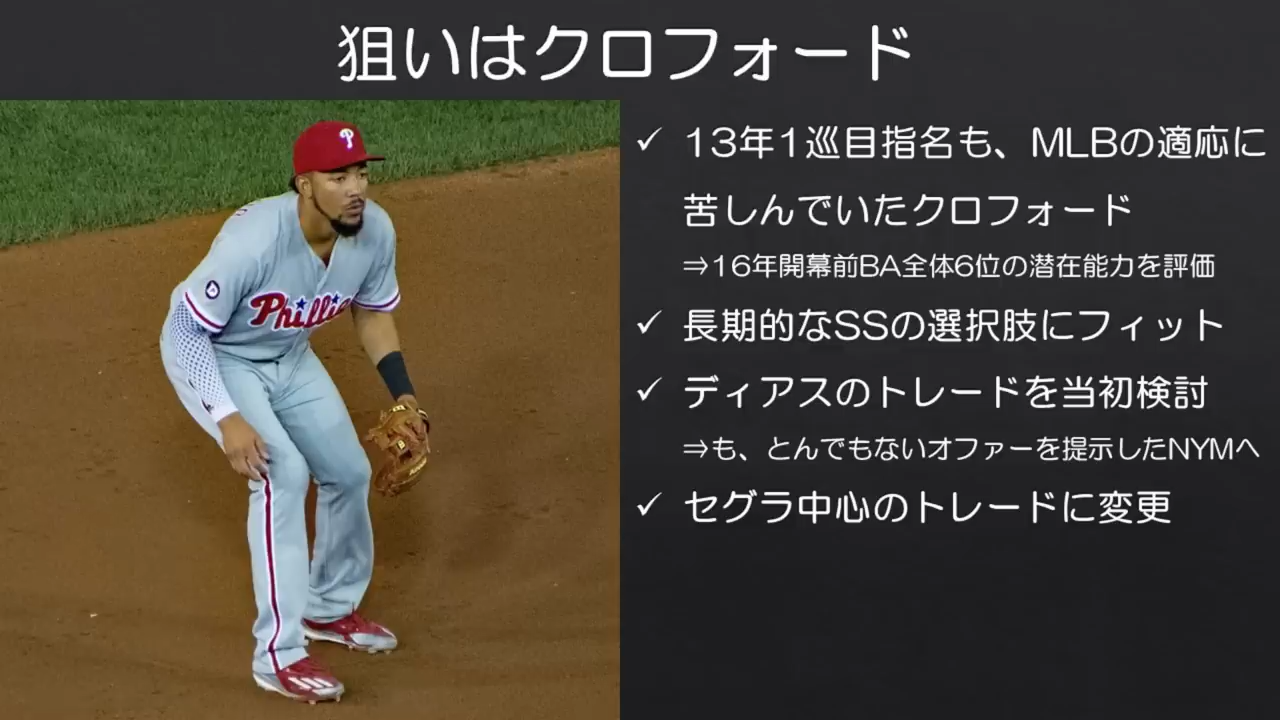 狙いはクロフォード
✓ 13年1巡目指名も、MLBの適応に
苦しんでいたクロフォード
⇒16年開幕前BA全体6位の潜在能力を評価
✓ 長期的なSSの選択肢にフィット
✓ ディアスのトレードを当初検討
⇒も、とんでもないオファーを提示したNYMへ
✓ セグラ中心のトレードに変更
P
Phillies